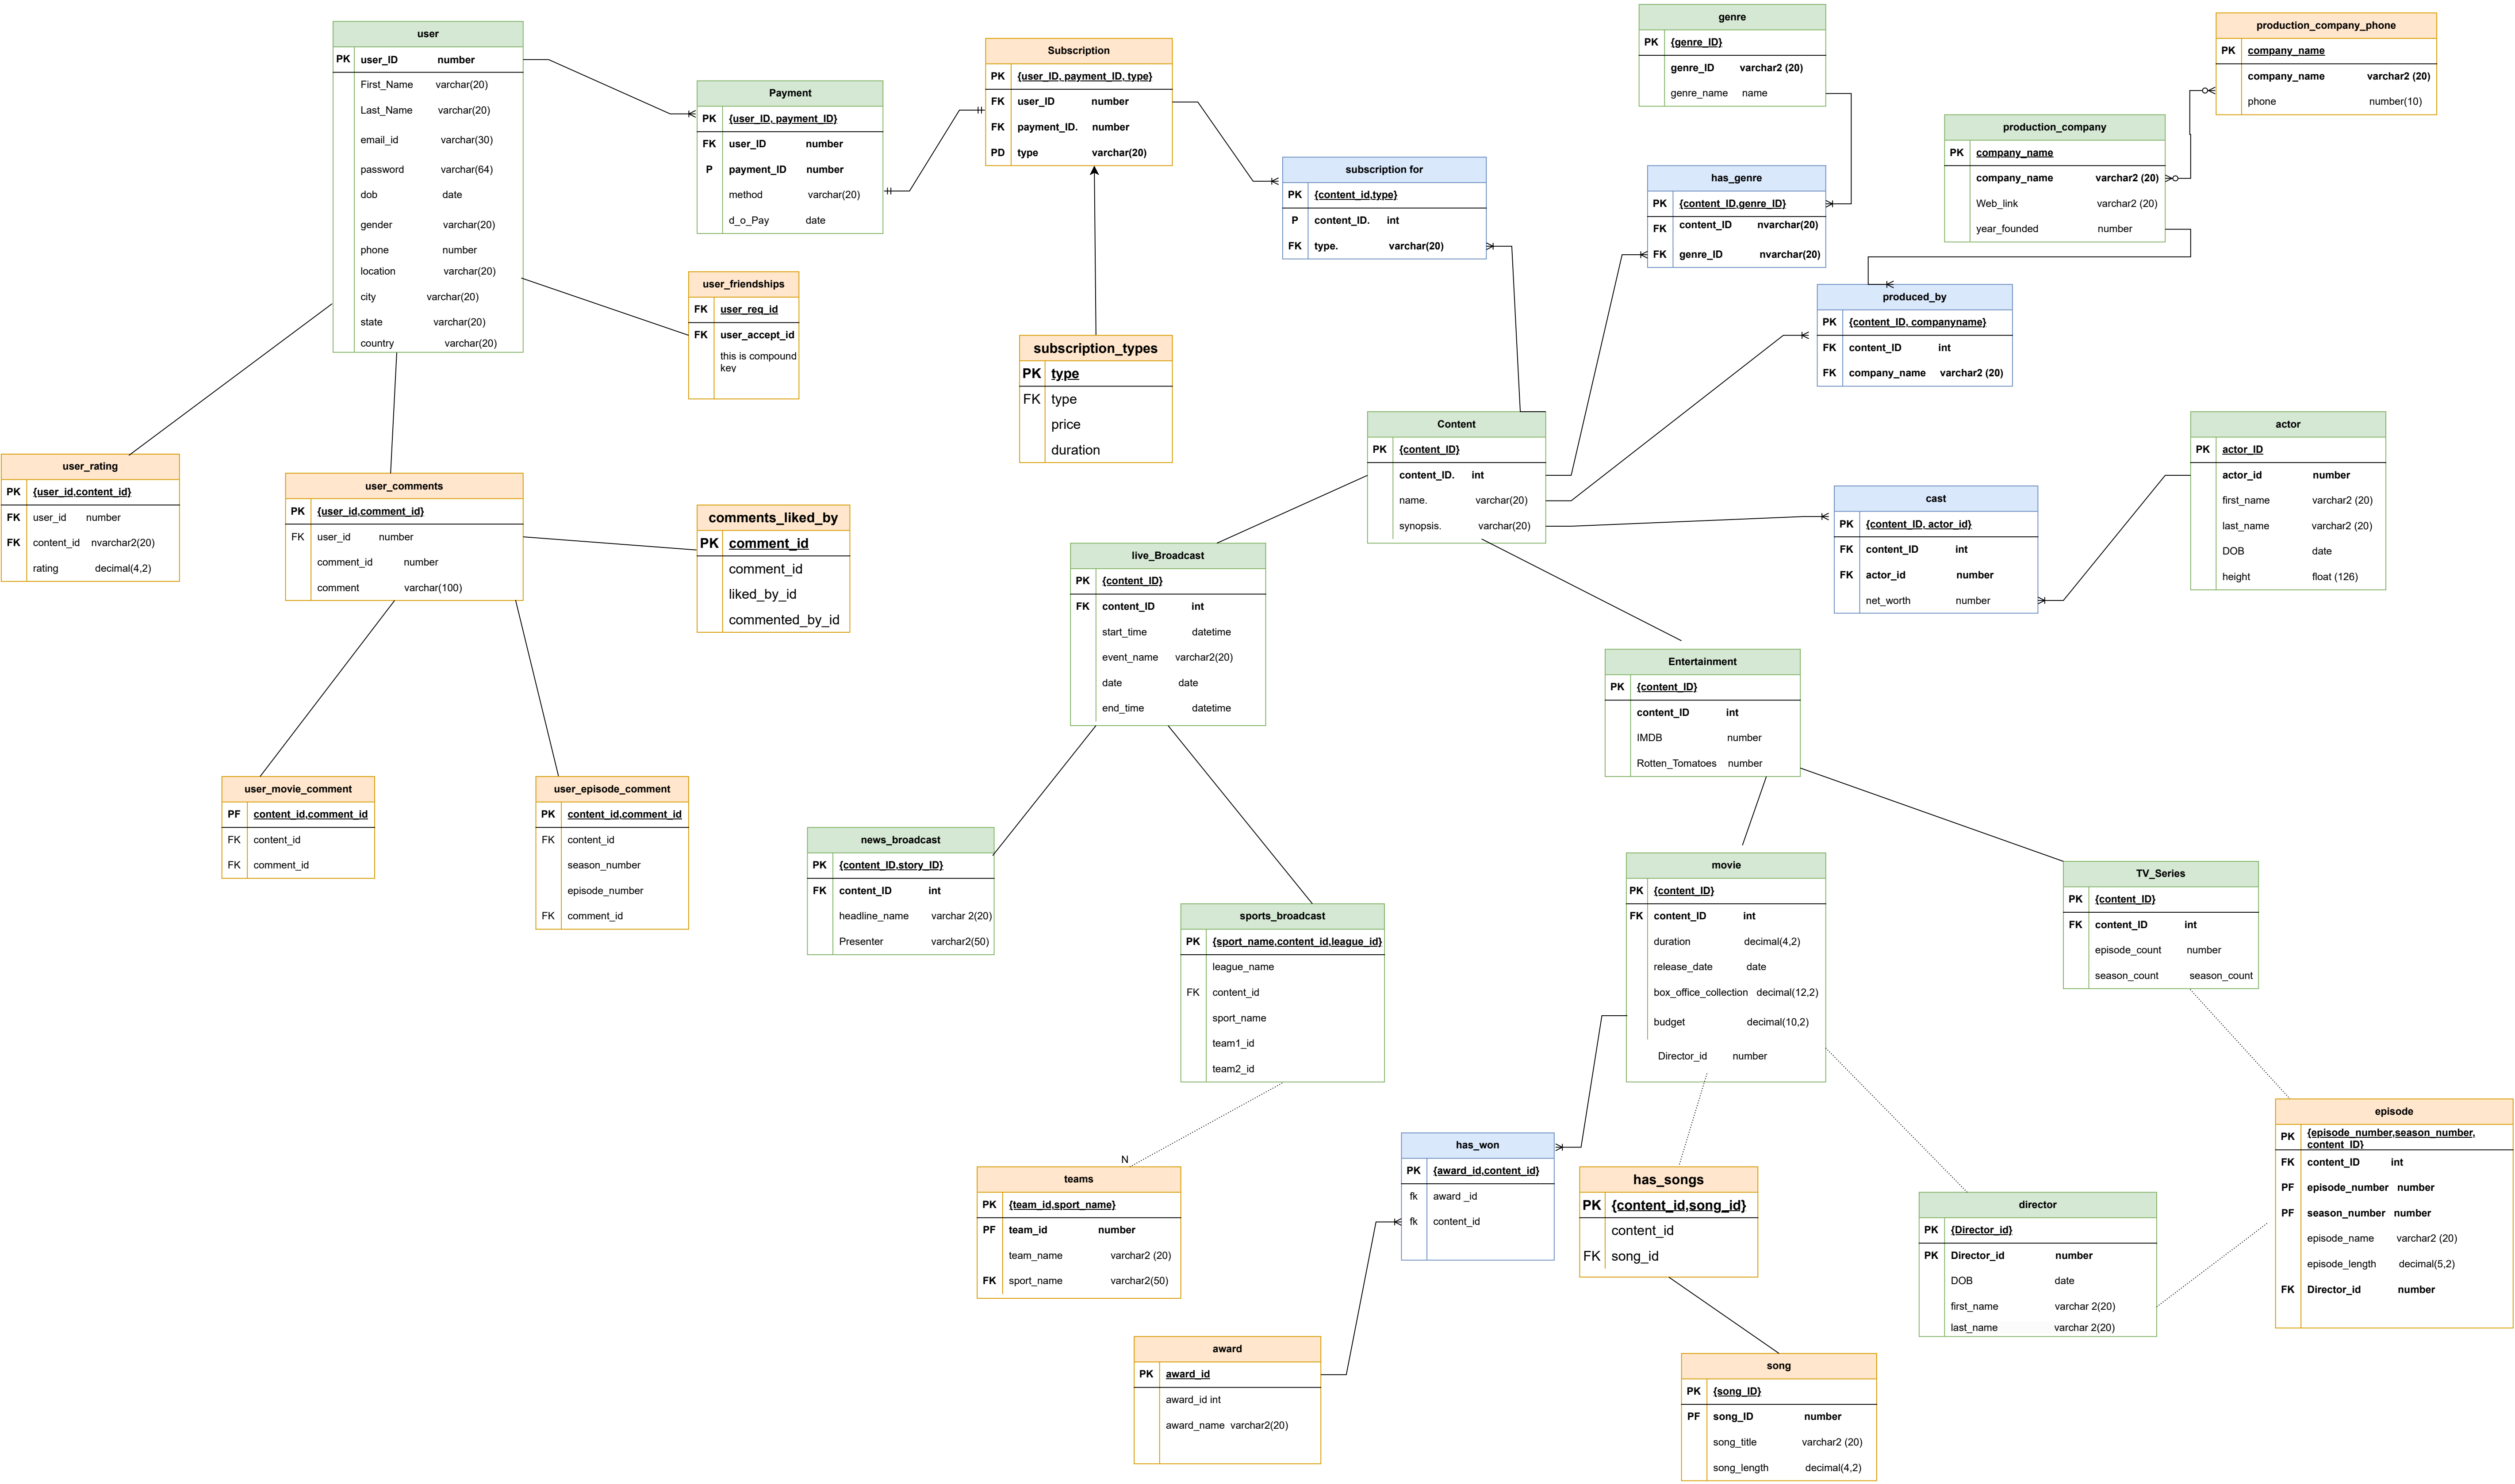 user
PK user_ID number
First_Name varchar(20)
Last_Name varchar(20)
email_id varchar(30)
password varchar(64)
dob date
gender varchar(20)
phone number
location varchar(20)
city varchar(20)
state varchar(20)
country varchar(20)
Payment
PK {user_ID, payment_ID}
FK user_ID number
P payment_ID number
method varchar(20)
d_o_Pay date
Subscription
PK {user_ID, payment_ID, type}
FK user_ID number
FK payment_ID. number
PD type varchar(20)
subscription for
PK {content_id,type}
P content_ID. int
FK type. varchar(20)
genre
PK {genre_ID}
genre_ID varchar2 (20)
genre_name name
has_genre
PK {content_ID,genre_ID}
FK content_ID nvarchar(20)
FK genre_ID nvarchar(20)
production_company_phone
PK company_name
company_name varchar2 (20)
phone number(10)
production_company
PK company_name
company_name varchar2 (20)
Web_link varchar2 (20)
year_founded number
produced_by
PK {content_ID, companyname}
FK content_ID int
FK company_name varchar2 (20)
user_friendships
FK user_req_id
FK user_accept_id
this is compound
key
subscription_types
PK type
FK type
price
duration
Content
PK {content_ID}
content_ID. int
name. varchar(20)
synopsis. varchar(20)
actor
PK actor_ID
actor_id number
first_name varchar2 (20)
last_name varchar2 (20)
DOB date
height float (126)
cast
PK {content_ID, actor_id}
FK content_ID int
FK actor_id number
net_worth number
user_rating
PK {user_id,content_id}
FK user_id number
FK content_id nvarchar2(20)
rating decimal(4,2)
user_comments
PK {user_id,comment_id}
FK user_id number
comment_id number
comment varchar(100)
comments_liked_by
PK comment_id
comment_id
liked_by_id
commented_by_id
live_Broadcast
PK {content_ID}
FK content_ID int
start_time datetime
event_name varchar2(20)
date date
end_time datetime
Entertainment
PK {content_ID}
content_ID int
IMDB number
Rotten_Tomatoes number
user_movie_comment
PF content_id,comment_id
FK content_id
FK comment_id
user_episode_comment
PK content_id,comment_id
FK content_id
season_number
episode_number
FK comment_id
news_broadcast
PK {content_ID,story_ID}
FK content_ID int
headline_name varchar 2(20)
Presenter varchar2(50)
sports_broadcast
PK {sport_name,content_id,league_id}
league_name
FK content_id
sport_name
team1_id
team2_id
movie
PK {content_ID}
FK content_ID int
duration decimal(4,2)
release_date date
box_office_collection decimal(12,2)
budget decimal(10,2)
Director_id number
TV_Series
PK {content_ID}
FK content_ID int
episode_count number
season_count season_count
N
teams
PK {team_id,sport_name}
PF team_id number
team_name varchar2 (20)
FK sport_name varchar2(50)
has_won
PK {award_id,content_id}
fk award _id
fk content_id
has_songs
PK {content_id,song_id}
content_id
FK song_id
director
PK {Director_id}
PK Director_id number
DOB date
first_name varchar 2(20)
last_name varchar 2(20)
episode
PK {episode_number,season_number,
content_ID}
FK content_ID int
PF episode_number number
PF season_number number
episode_name varchar2 (20)
episode_length decimal(5,2)
FK Director_id number
award
PK award_id
award_id int
award_name varchar2(20)
song
PK {song_ID}
PF song_ID number
song_title varchar2 (20)
song_length decimal(4,2)